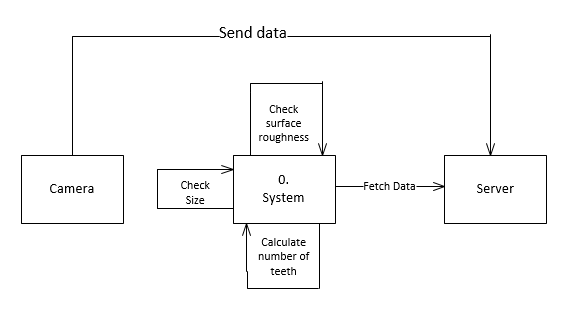 Send data
Check
surface
roughness
Camera
Check
Size
0.
System
Fetch Data
Server
Calculate
number of
teeth